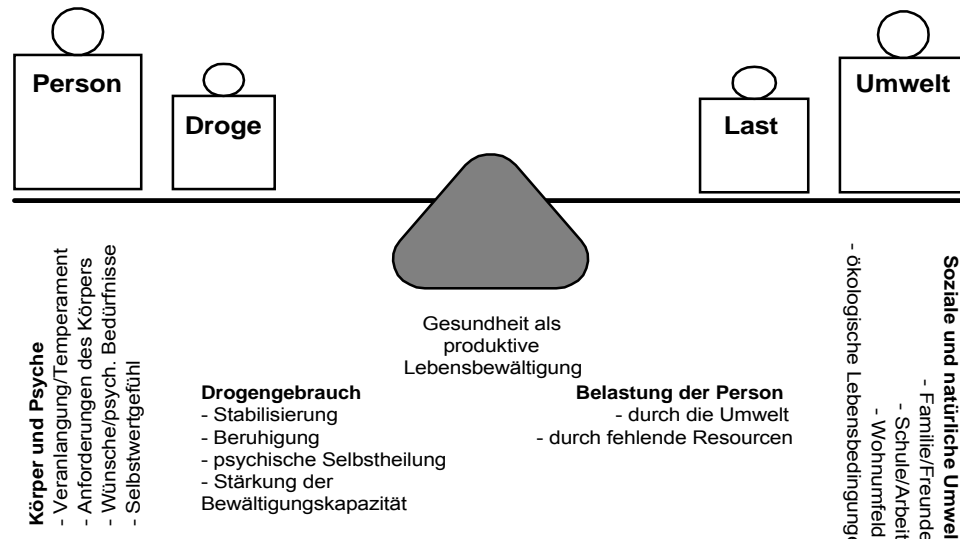 Person
Droge
Last
Umwelt
Gesundheit als
produktive
Lebensbewältigung
Körper und Psyche
- Veranlangung/Temperament
- Anforderungen des Körpers
- Wünsche/psych. Bedürfnisse
- Selbstwertgefühl
Drogengebrauch
- Stabilisierung
- Beruhigung
- psychische Selbstheilung
- Stärkung der
Bewältigungskapazität
Belastung der Person
- durch die Umwelt
- durch fehlende Resourcen
Soziale und natürliche Umwel
- Familie/Freunde
- Schule/Arbeit
- Wohnumfeld
- ökologische Lebensbedingunge